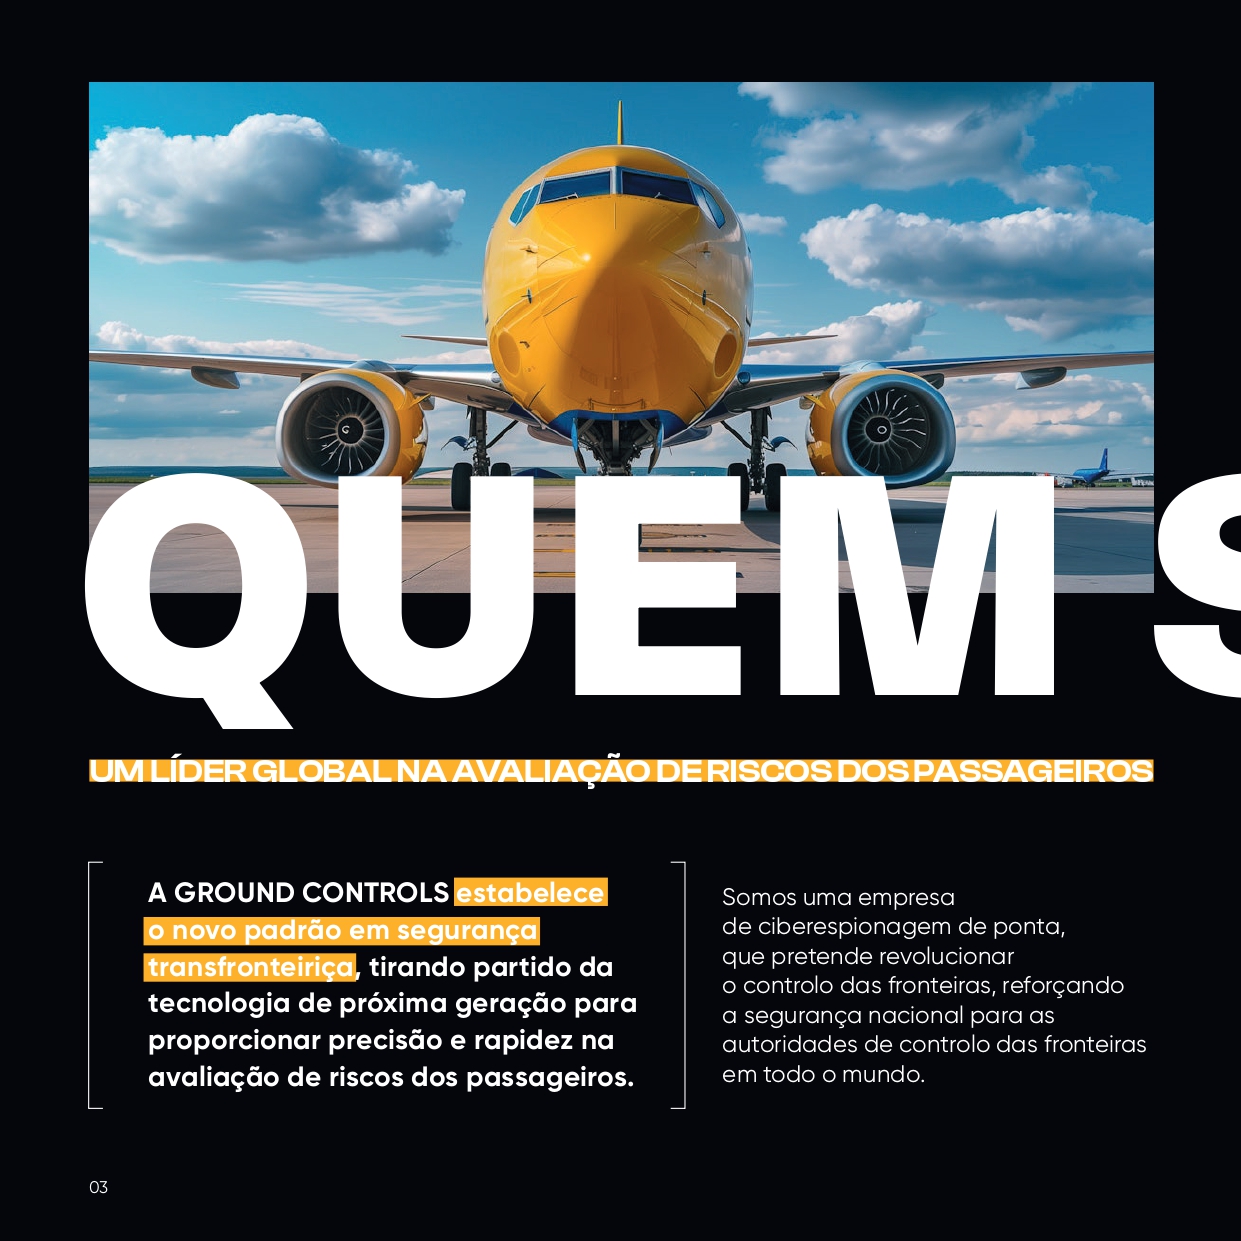 QUEM S
UM LÍDER GLOBAL NA AVALIAÇÃO DE RISCOS DOS PASSAGEIROS
A GROUND CONTROLS estabelece
o novo padrão em segurança
transfronteiriça, tirando partido da
tecnologia de próxima geração para
proporcionar precisão e rapidez na
avaliação de riscos dos passageiros.
Somos uma empresa
de ciberespionagem de ponta,
que pretende revolucionar
o controlo das fronteiras, reforçando
a segurança nacional para as
autoridades de controlo das fronteiras
em todo o mundo.
03